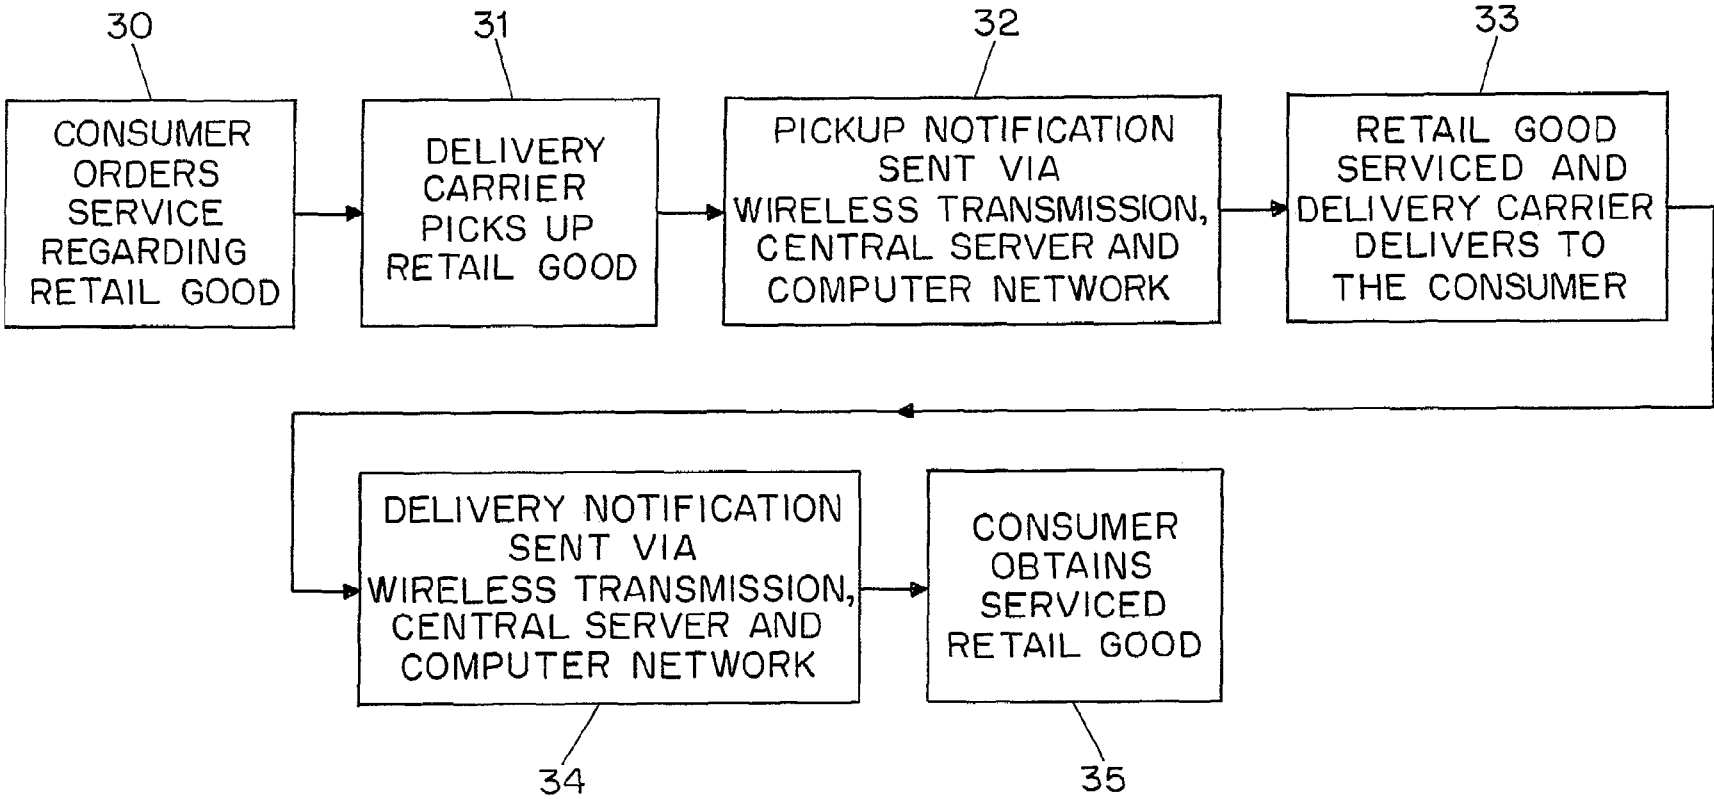 30
31
32
33
CONSUMER
ORDERS
SERVICE
REGARDING
RETAIL GOOD
DELIVERY
CARRIER
PICKS UP
RETAIL GOOD
PICKUP NOTIFICATION
SENT VIA
WIRELESS TRANSMISSION,
CENTRAL SERVER AND
COMPUTER NETWORK
RETAIL GOOD
SERVICED AND
DELIVERY CARRIER
DELIVERS TO
THE CONSUMER
DELIVERY NOTIFICATION
SENT VIA
WIRELESS TRANSMISSION,
CENTRAL SERVER AND
COMPUTER NETWORK
CONSUMER
OBTAINS
SERVICED
RETAIL GOOD
34
35